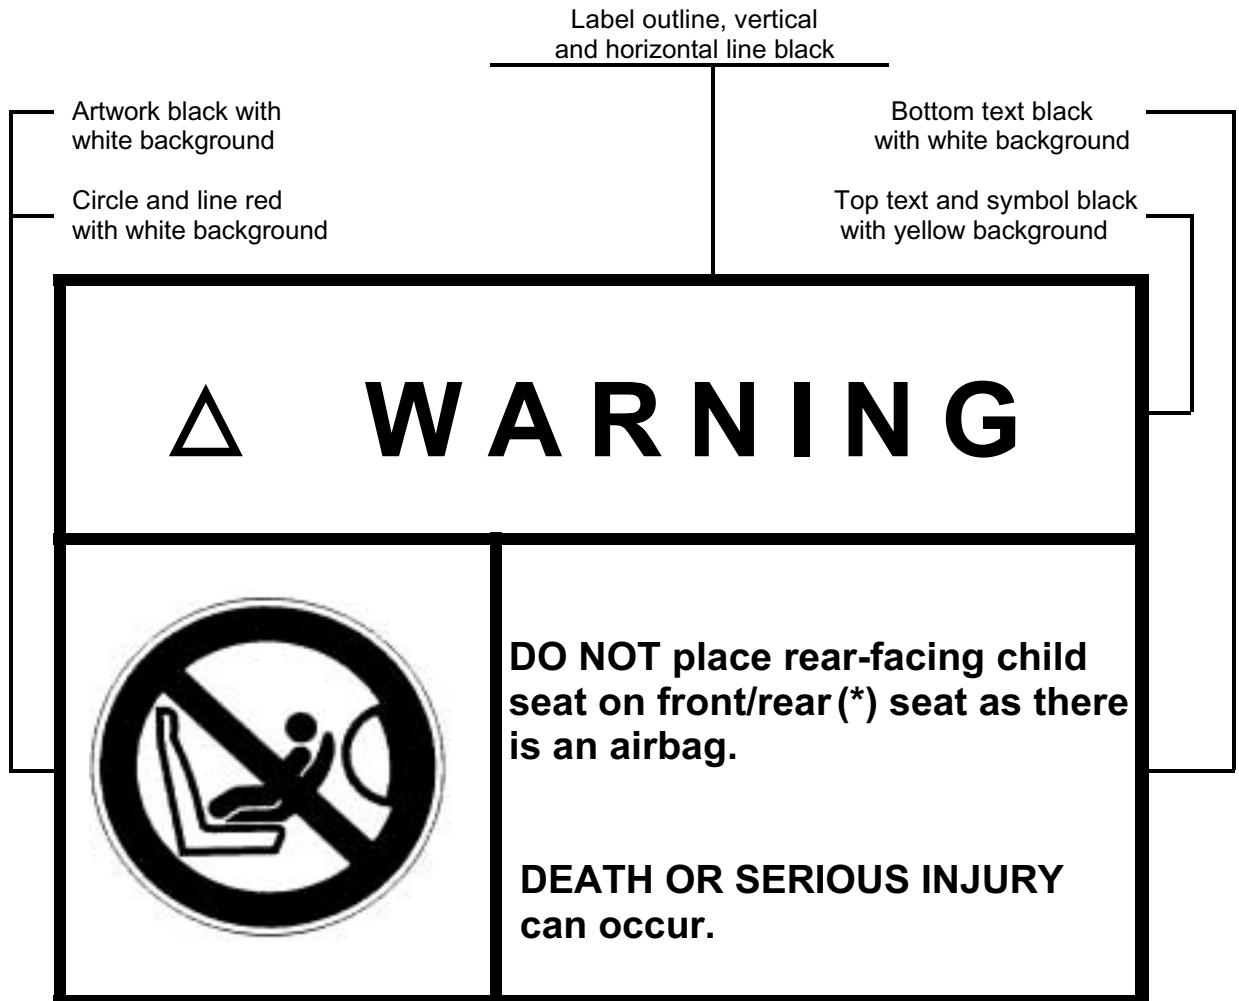 Label outline, vertical
and horizontal line black
Artwork black with
white background
Circle and line red
with white background
Bottom text black
with white background
Top text and symbol black
with yellow background
WARNING
DO NOT place rear-facing child
seat on front/rear (*) seat as there
is an airbag.
DEATH OR SERIOUS INJURY
can occur.